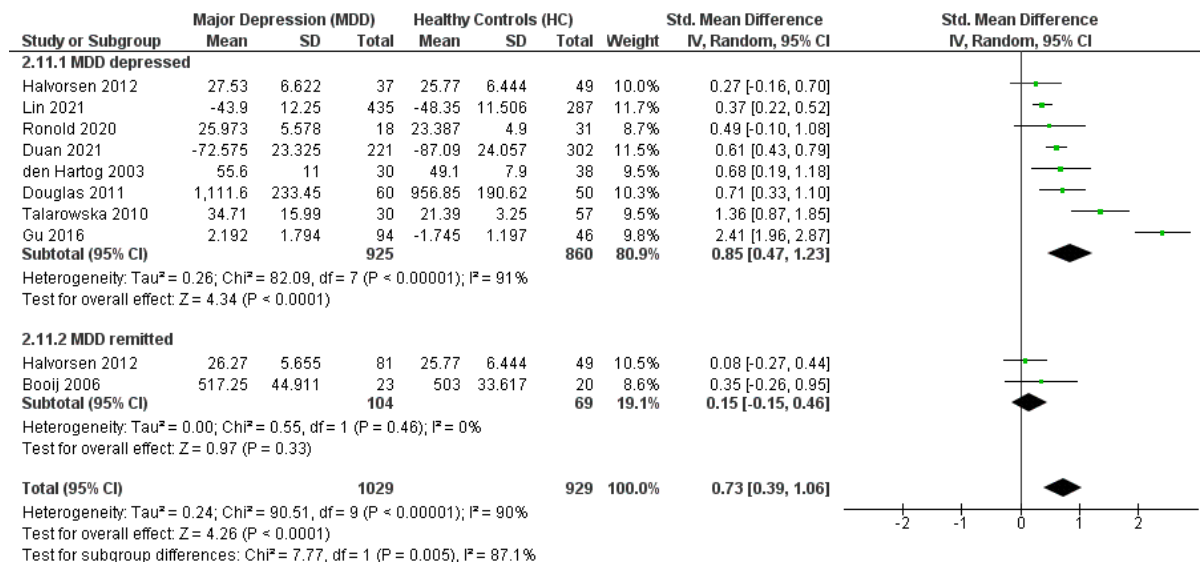 Major Depression (MDD) Healthy Controls (HC) Std. Mean Difference Std. Mean Difference
Study or Subgroup Mean SD Total Mean SD Total Weight IV, Random, 95% CI IV, Random, 95% CI
2.11.1 MDD depressed
Halvorsen 2012 27.53 6.622 37 25.77 6.444 49 10.0% 0.27 [-0.16, 0.70]
Lin 2021 -43.9 12.25 435 -48.35 11.506 287 11.7% 0.37 [0.22, 0.52]
Ronold 2020 25.973 5.578 18 23.387 4.9 31 8.7% 0.49 [-0.10, 1.08]
Duan 2021 -72.575 23.325 221 -87.09 24.057 302 11.6% 0.61 [0.43, 0.79]
den Hartog 2003 55.6 11 30 49.1 7.9 38 9.6% 0.68 [0.19, 1.18]
Douglas 2011 1,111.6 233.45 60 956.85 190.62 50 10.3% 0.71 [0.33, 1.10]
Talarowska 2010 34.71 15.99 30 21.39 3.25 57 9.5% 1.36 [0.87, 1.85]
Gu 2016 2.192 1.794 94 -1.745 1.197 46 9.8% 2.41 [1.96, 2.87]
Subtotal (95% CI) 925 860 80.9% 0.85 [0.47, 1.23]
Heterogeneity: Tau² = 0.26; Chi² = 82.09, df = 7 (P < 0.00001); I² = 91%
Test for overall effect: Z = 4.34 (P < 0.0001)
2.11.2 MDD remitted
Halvorsen 2012 26.27 5.655 81 25.77 6.444 49 10.5% 0.08 [-0.27, 0.44]
Booij 2006 517.25 44.911 23 503 33.617 20 8.6% 0.35 [-0.26, 0.95]
Subtotal (95% CI) 104 69 19.1% 0.15 [-0.15, 0.46]
Heterogeneity: Tau² = 0.00; Chi² = 0.55, df = 1 (P = 0.46); I² = 0%
Test for overall effect: Z = 0.97 (P = 0.33)
Total (95% CI) 1029 929 100.0% 0.73 [0.39, 1.06]
Heterogeneity: Tau² = 0.24; Chi² = 90.51, df = 9 (P < 0.00001); I² = 90%
Test for overall effect: Z = 4.26 (P < 0.0001)
Test for subgroup differences: Chi² = 7.77, df = 1 (P = 0.005), I² = 87.1%
-2 -1 0 1 2